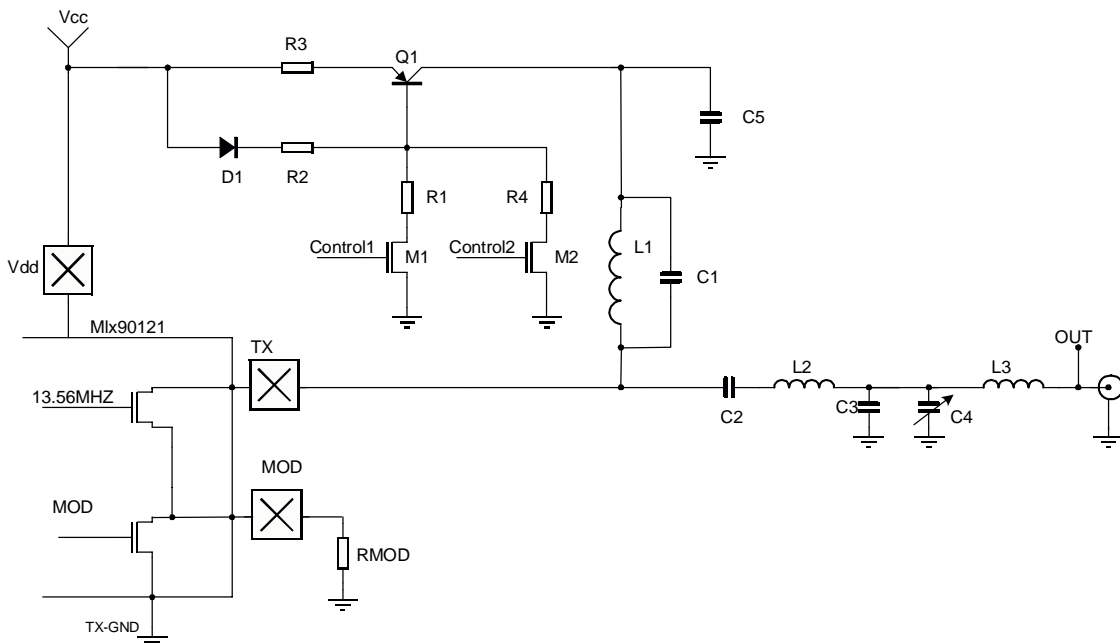 Vcc
R3
Q1
C5
D1
R2
R1
R4
Control1
M1
Control2
M2
L1
C1
Vdd
Mlx90121
TX
OUT
13.56MHZ
L2
L3
C2
C3
C4
MOD
MOD
RMOD
TX-GND